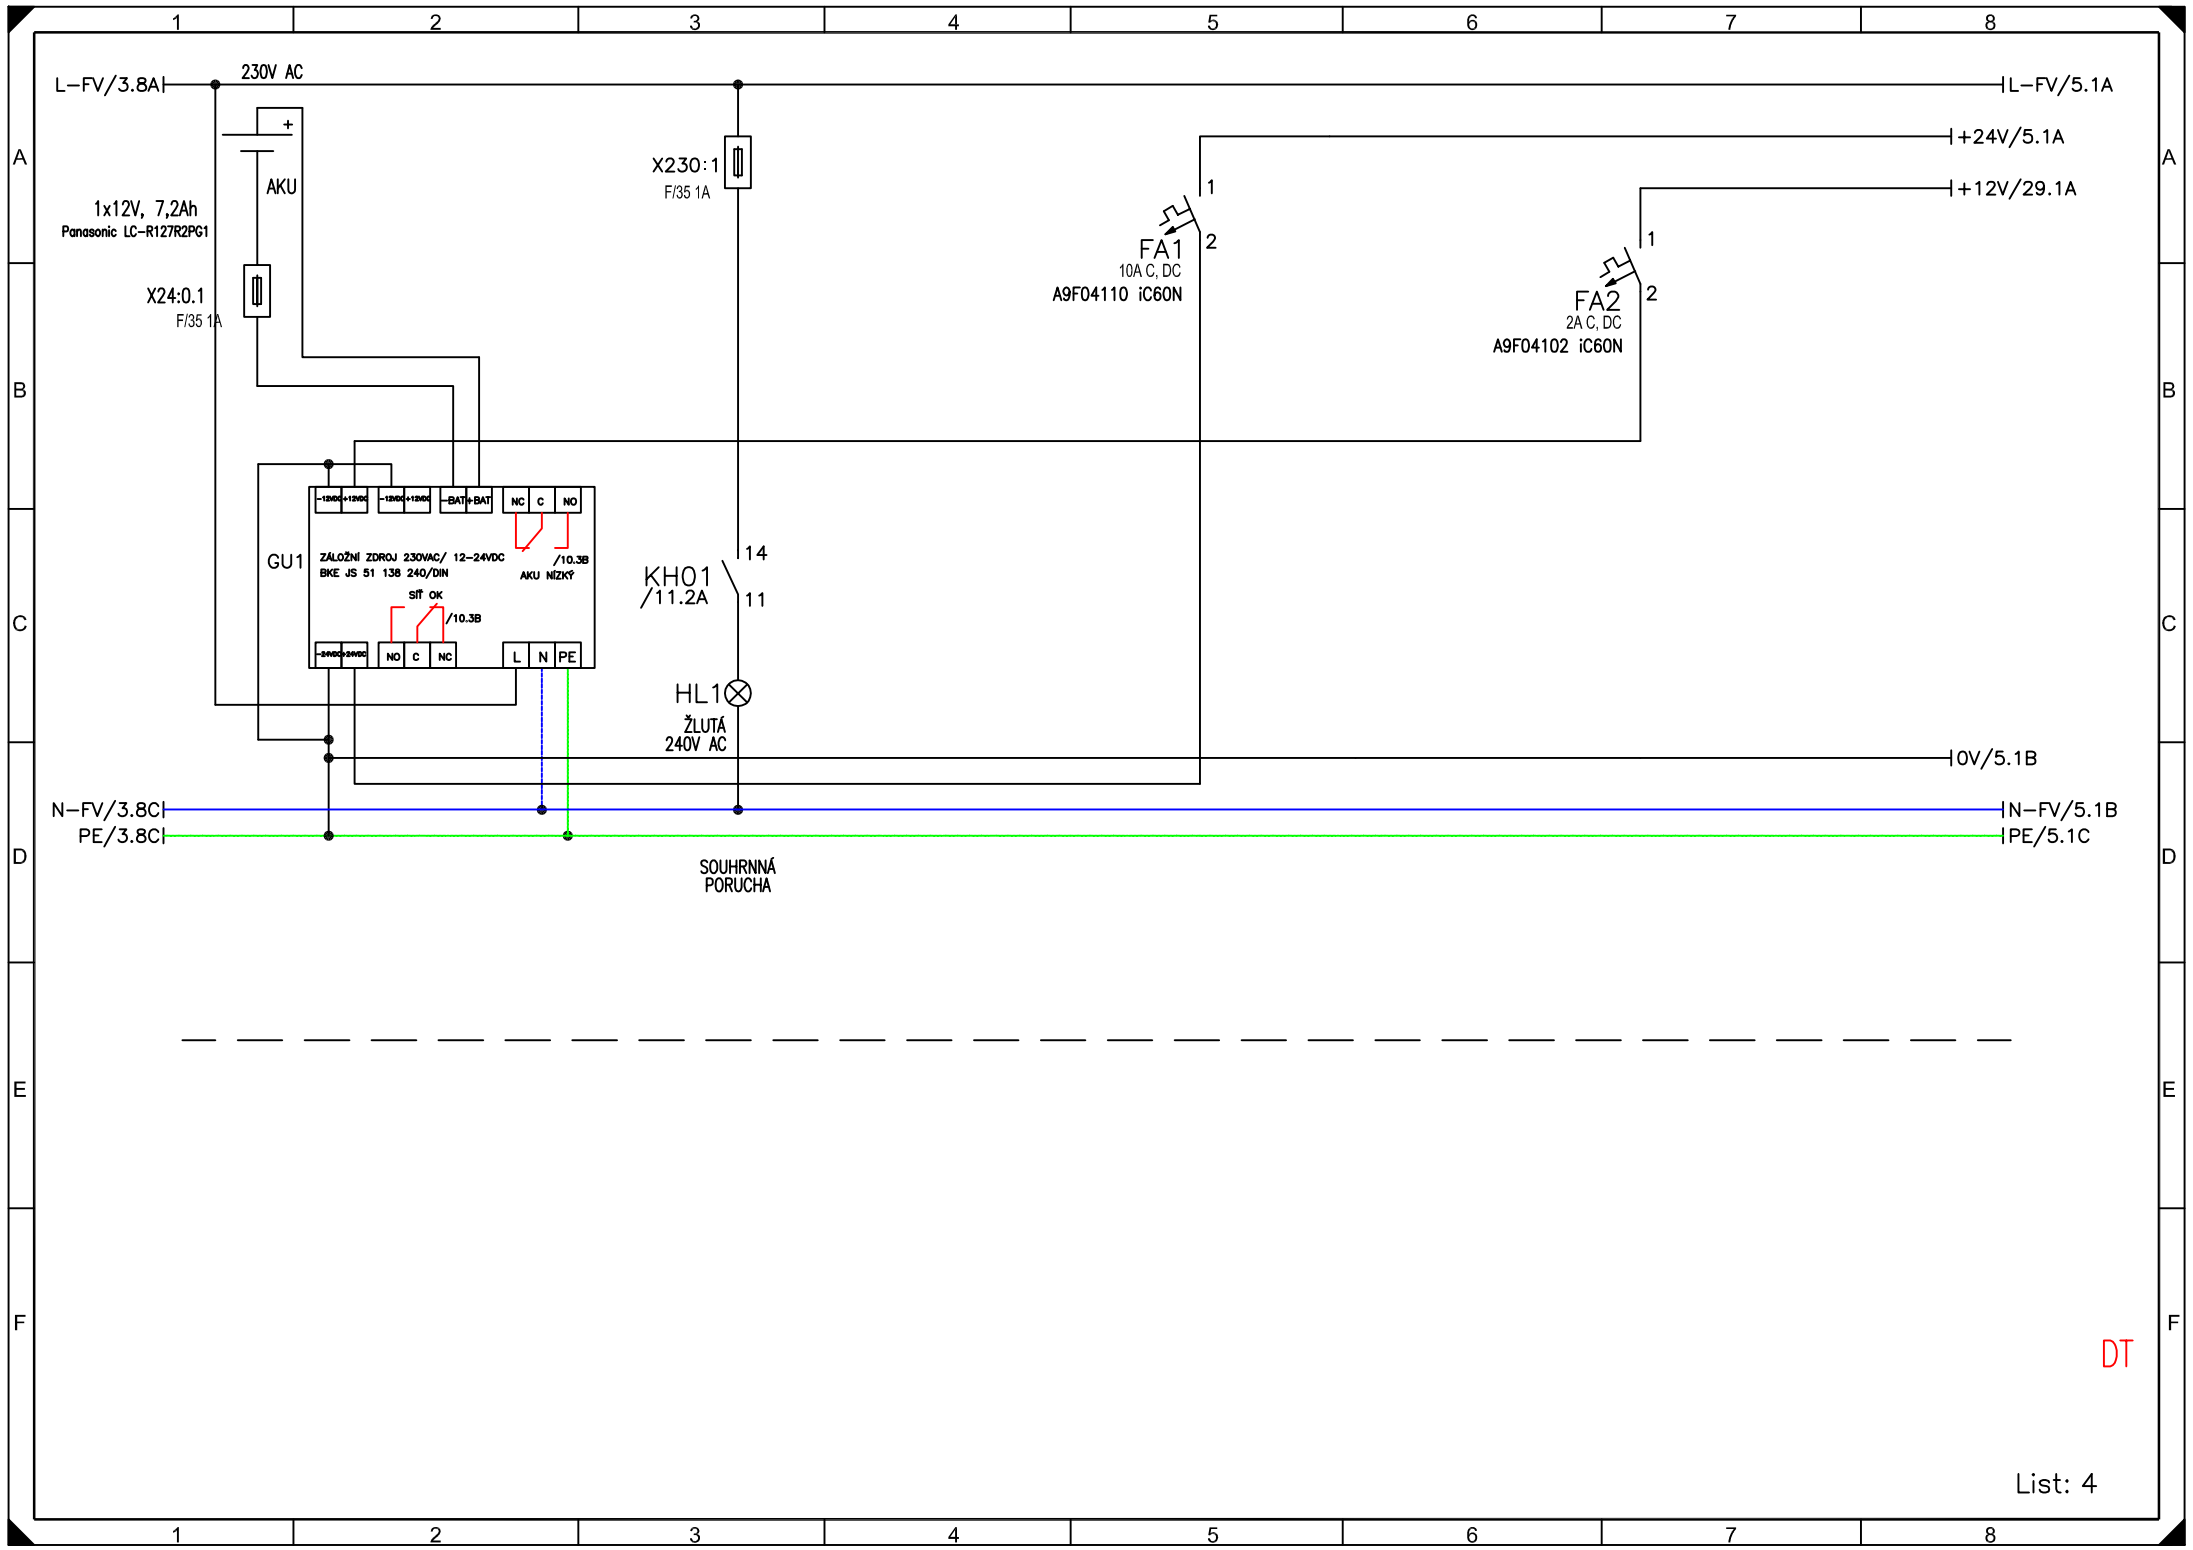 1 2 3 4 5 6 7 8
230V AC
L-FV/3.8A
L-FV/5.1A
+24V/5.1A
A
A
+
X230:1
F/35 1A
AKU
1
+12V/29.1A
1x12V, 7,2Ah
Panasonic LC-R127R2PG1
2
FA1
10A C, DC
A9F04110 iC60N
1
2
FA2
2A C, DC
A9F04102 iC60N
X24:0.1
F/35 1A
B
B
-12VDC +12VDC -12VDC +12VDC -BAT +BAT NC C NO
GU1
ZÁLOŽNÍ ZDROJ 230VAC/ 12-24VDC
BKE JS 51 138 240/DIN
/10.3B
AKU NÍZKÝ
SÍŤ OK
/10.3B
14
KH01
/11.2A
11
C
C
-24VDC +24VDC NO C NC L N PE
HL1
ŽLUTÁ
240V AC
0V/5.1B
N-FV/3.8C
N-FV/5.1B
PE/3.8C
PE/5.1C
D
D
SOUHRNNÁ
PORUCHA
E
E
F
F
DT
List: 4
1 2 3 4 5 6 7 8